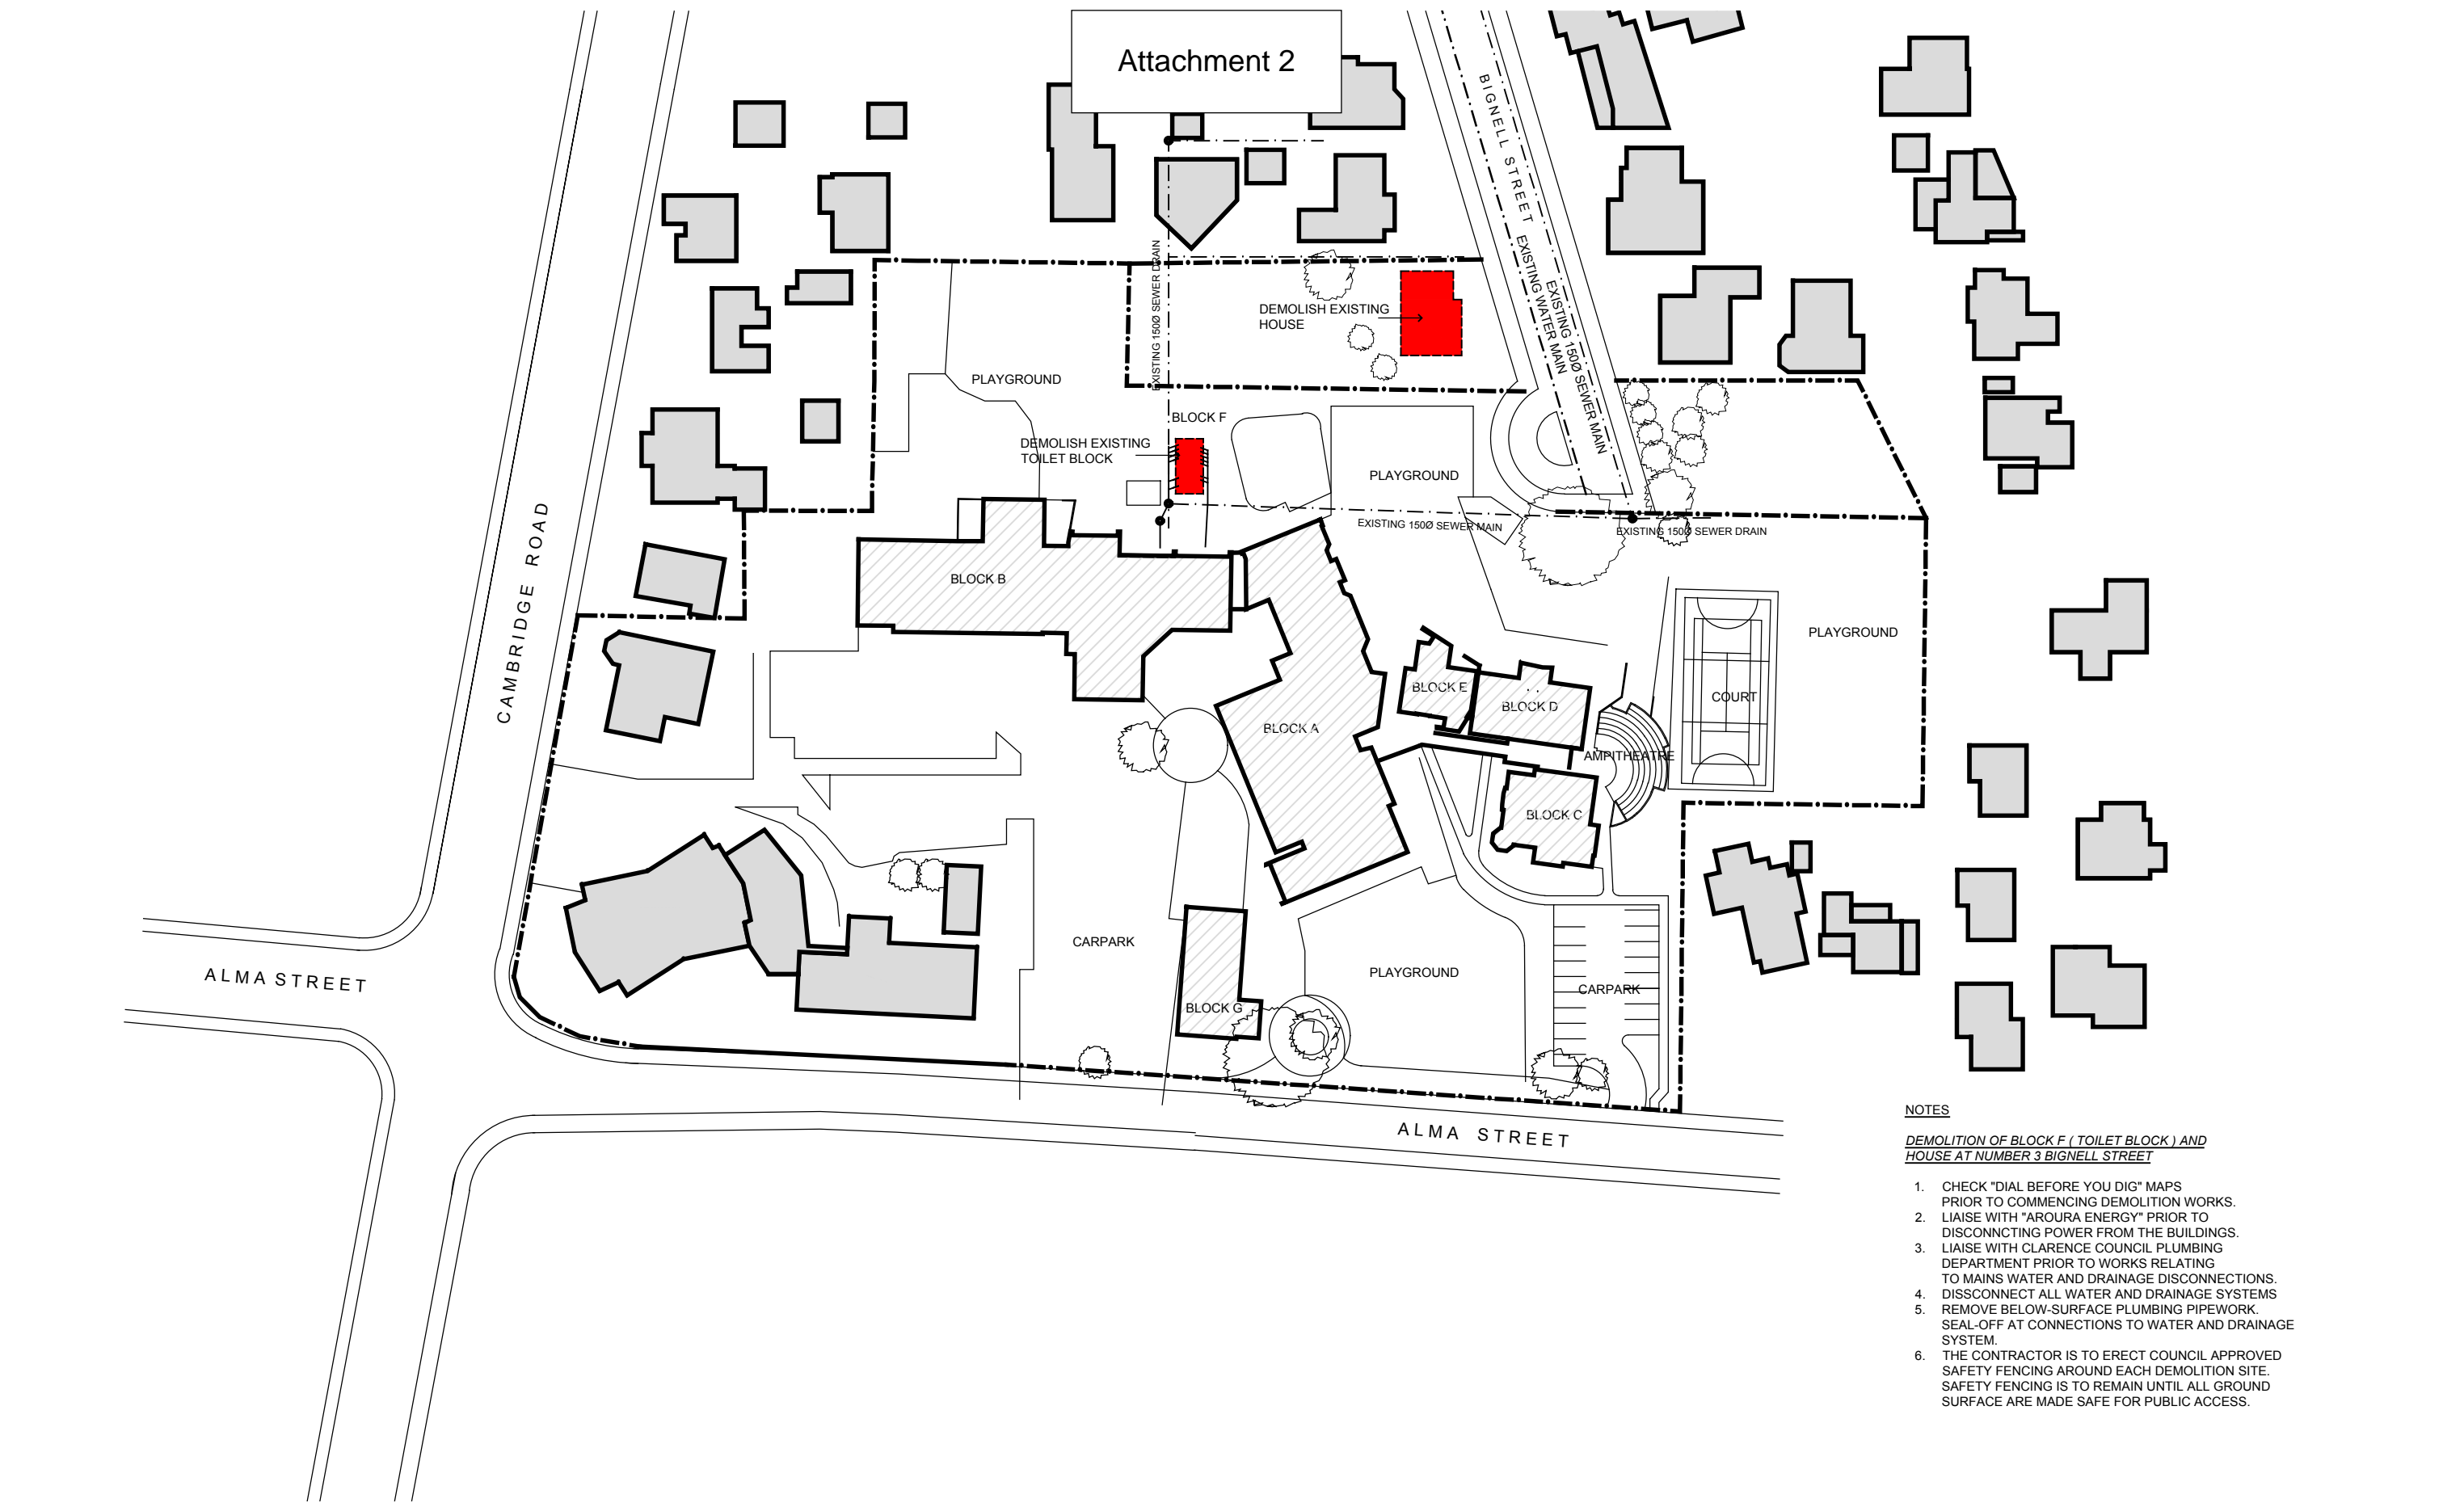 Attachment 2
BIGNELL STREET
EXISTING WATER MAIN
EXISTING 150Ø SEWER MAIN
EXISTING 150Ø SEWER DRAIN
DEMOLISH EXISTING
HOUSE
PLAYGROUND
BLOCK F
DEMOLISH EXISTING
TOILET BLOCK
PLAYGROUND
EXISTING 150Ø SEWER MAIN
EXISTING 150Ø SEWER DRAIN
CAMBRIDGE ROAD
BLOCK B
PLAYGROUND
BLOCK E
BLOCK D
COURT
BLOCK A
AMPITHEATRE
BLOCK C
CARPARK
ALMA STREET
PLAYGROUND
CARPARK
BLOCK G
ALMA STREET
NOTES
DEMOLITION OF BLOCK F ( TOILET BLOCK ) AND
HOUSE AT NUMBER 3 BIGNELL STREET
1. CHECK "DIAL BEFORE YOU DIG" MAPS
PRIOR TO COMMENCING DEMOLITION WORKS.
2. LIAISE WITH "AROURA ENERGY" PRIOR TO
DISCONNCTING POWER FROM THE BUILDINGS.
3. LIAISE WITH CLARENCE COUNCIL PLUMBING
DEPARTMENT PRIOR TO WORKS RELATING
TO MAINS WATER AND DRAINAGE DISCONNECTIONS.
4. DISSCONNECT ALL WATER AND DRAINAGE SYSTEMS
5. REMOVE BELOW-SURFACE PLUMBING PIPEWORK.
SEAL-OFF AT CONNECTIONS TO WATER AND DRAINAGE
SYSTEM.
6. THE CONTRACTOR IS TO ERECT COUNCIL APPROVED
SAFETY FENCING AROUND EACH DEMOLITION SITE.
SAFETY FENCING IS TO REMAIN UNTIL ALL GROUND
SURFACE ARE MADE SAFE FOR PUBLIC ACCESS.